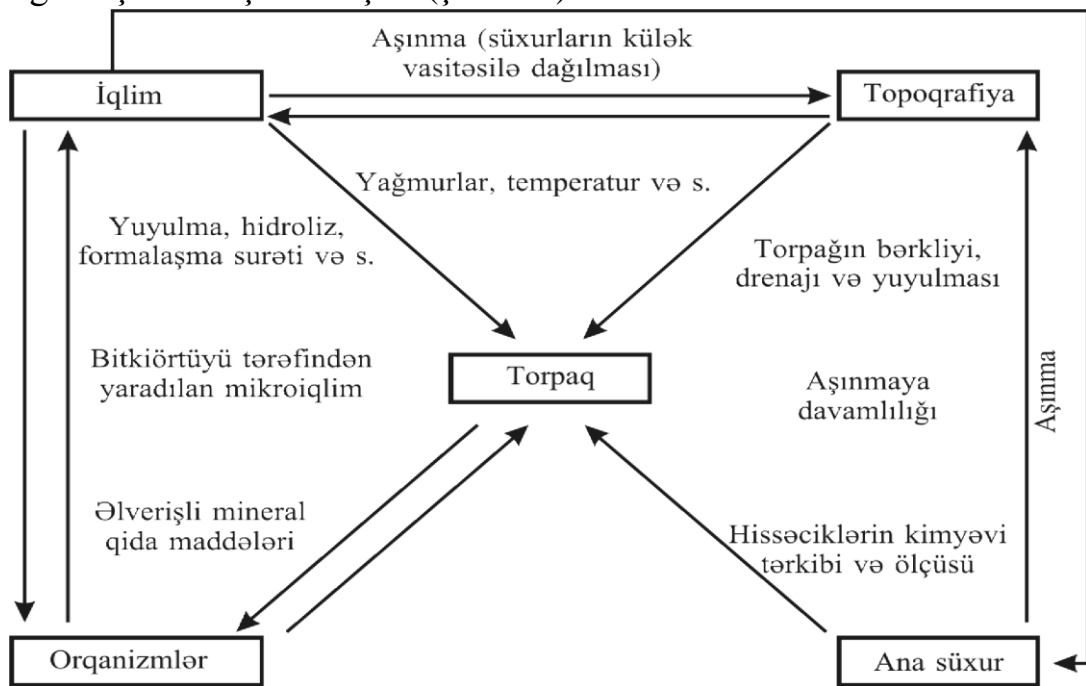 Aşınma (süxurların külək
vasitəsilə dağılması)
İqlim
Topoqrafiya
Yağmurlar, temperatur və s.
Yuyulma, hidroliz,
formalaşma surəti və s.
Torpağın bərkliyi,
drenajı və yuyulması
Bitkiörtüyü tərəfindən
yaradılan mikroiqlim
Torpaq
Aşınmaya
davamlılığı
Aşınma
Əlverişli mineral
qida maddələri
Hissəciklərin kimyəvi
tərkibi və ölçüsü
Orqanizmlər
Ana süxur